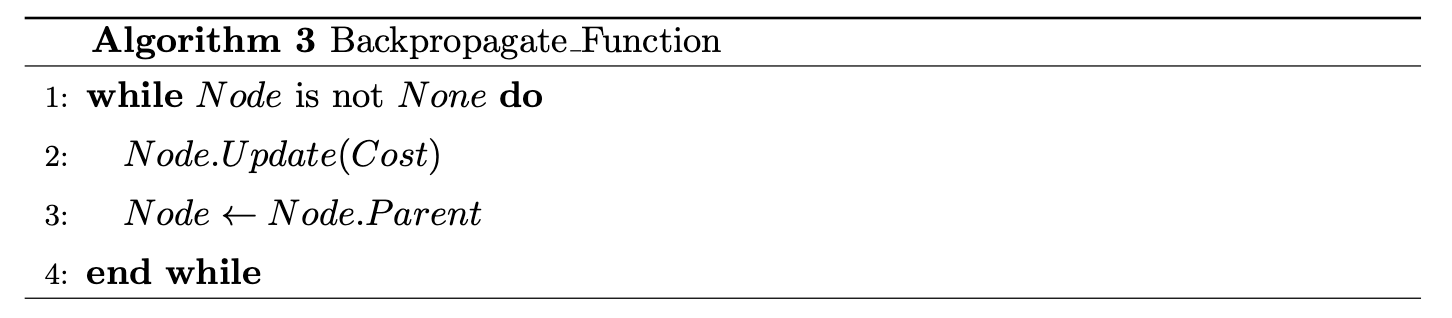 Algorithm 3 Backpropagate_Function
1: while Node is not None do
2: Node.Update(Cost)
3: Node ← Node.Parent
4: end while